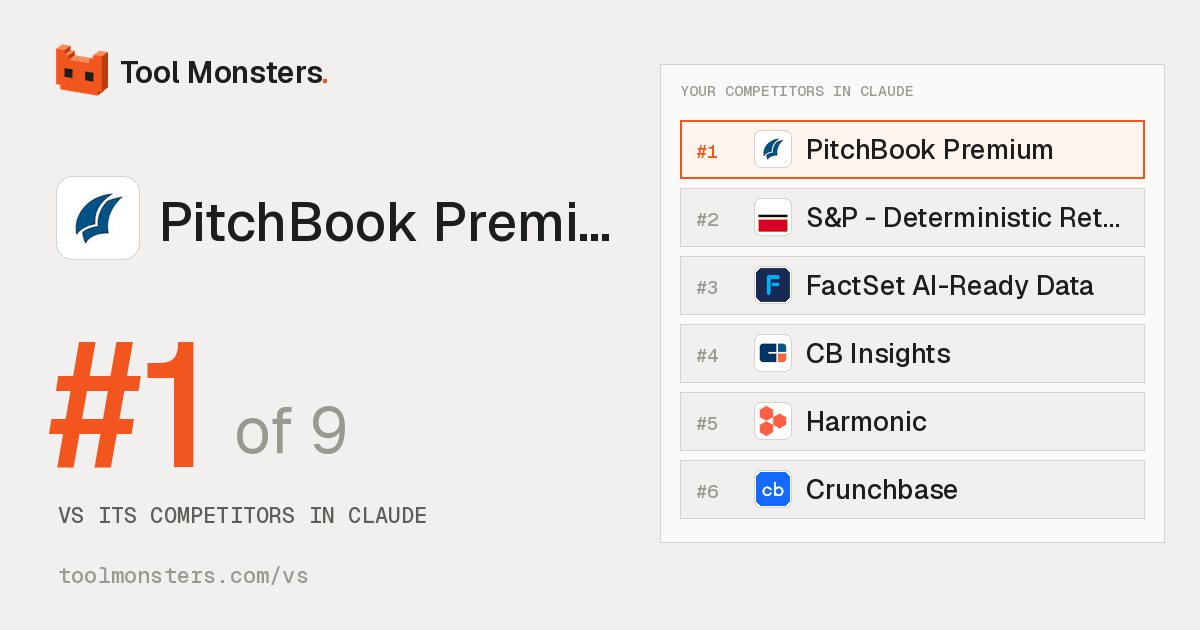 Tool Monsters.
PitchBook Premi...
#1 of 9
VS ITS COMPETITORS IN CLAUDE
toolmonsters.com/vs
YOUR COMPETITORS IN CLAUDE
#1 PitchBook Premium
#2 S&P - Deterministic Ret...
#3 F FactSet AI-Ready Data
#4 CB Insights
#5 Harmonic
#6 cb Crunchbase